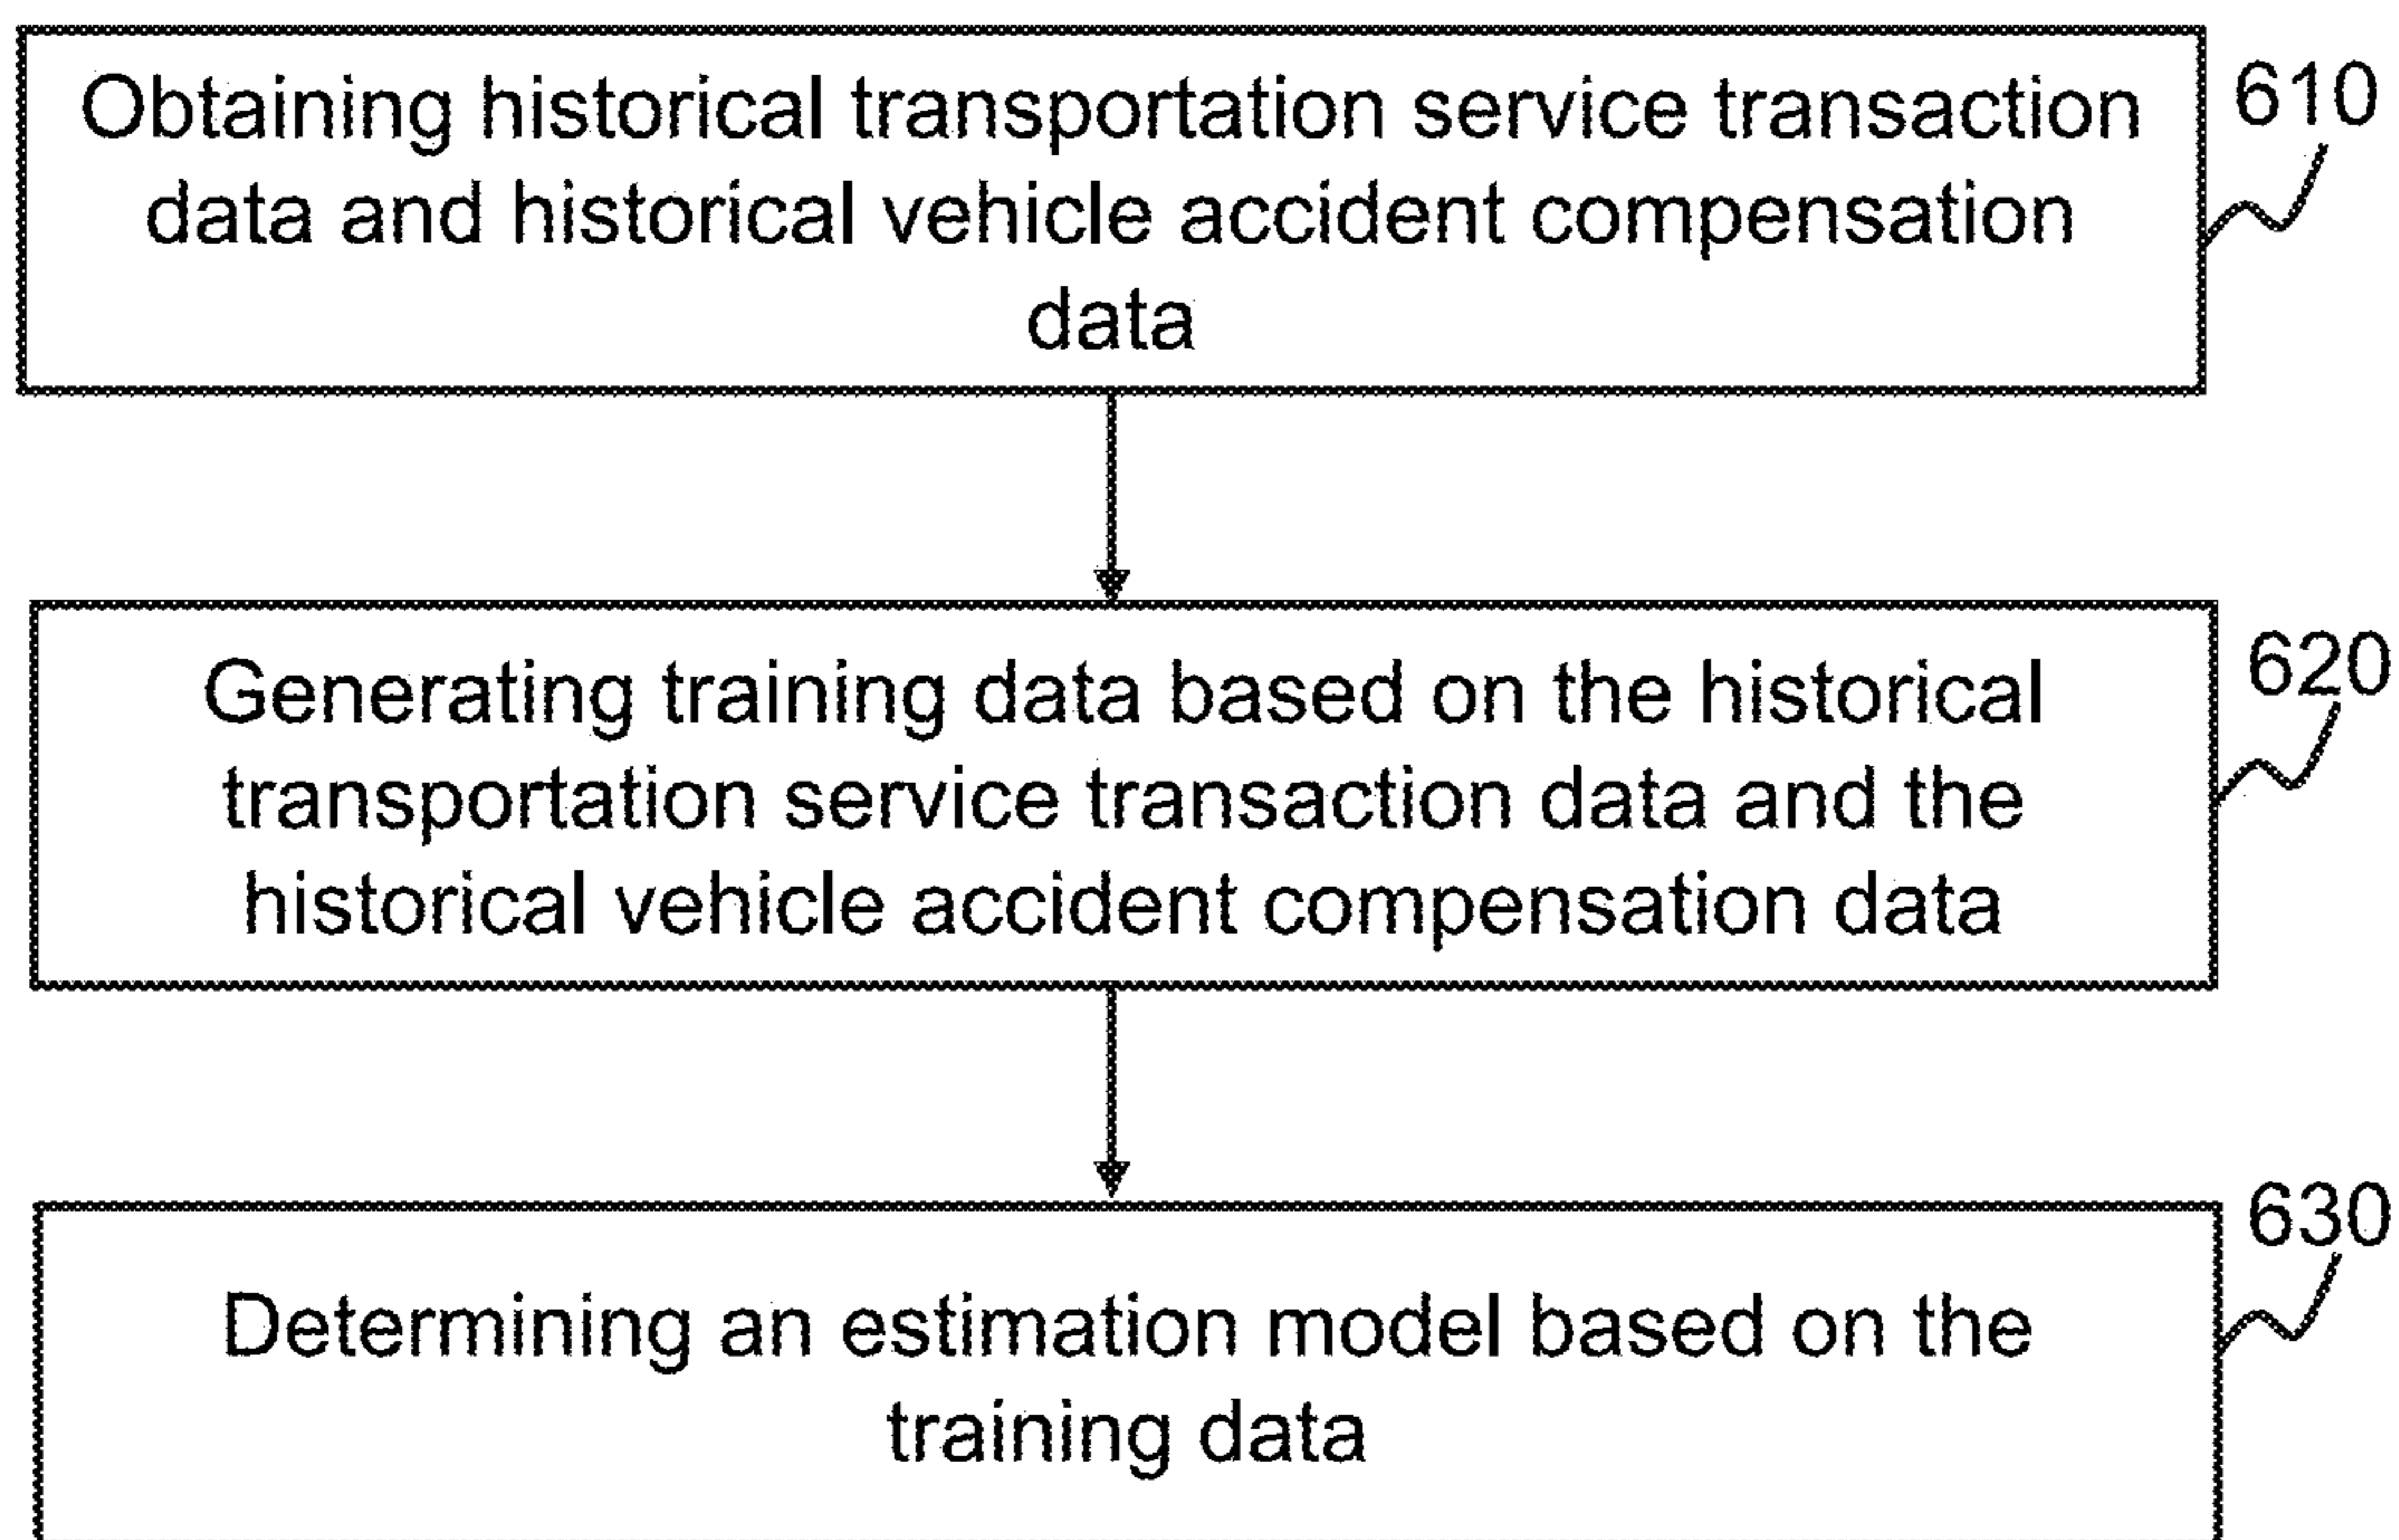 Obtaining historical transportation service transaction
data and historical vehicle accident compensation
data
610
Generating training data based on the historical
transportation service transaction data and the
historical vehicle accident compensation data
620
Determining an estimation model based on the
training data
630